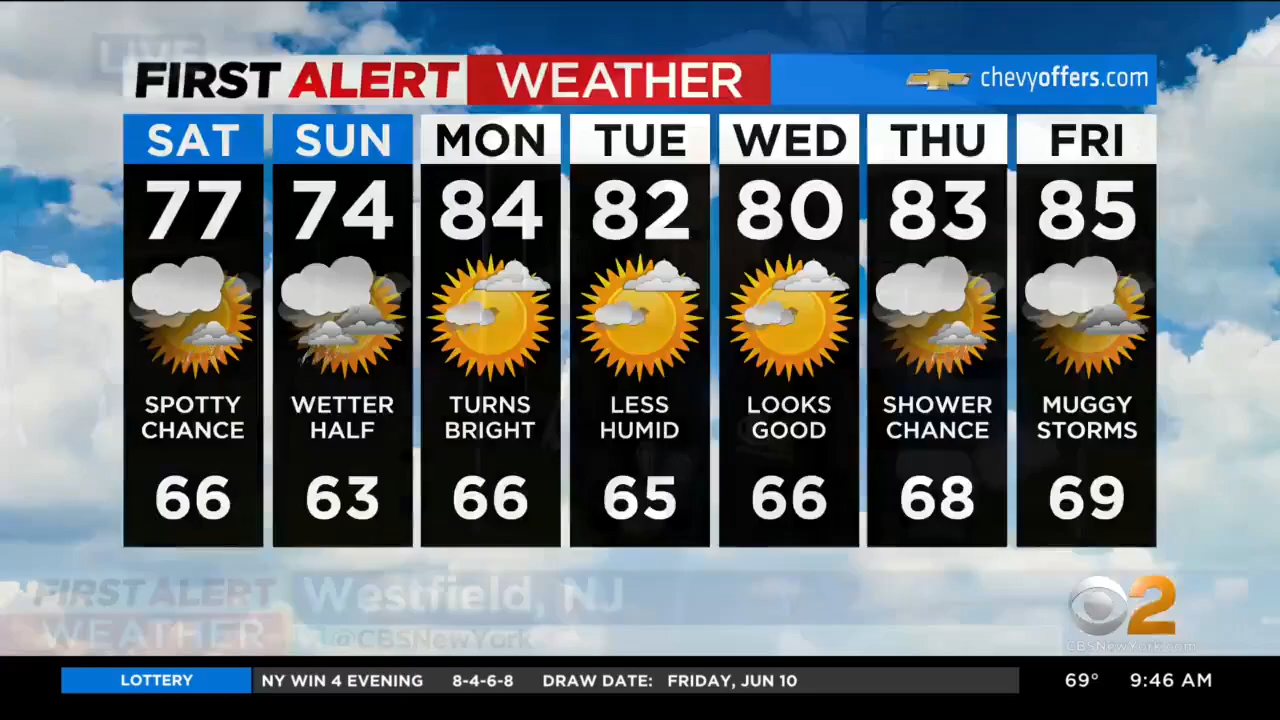 LIVE
FIRST ALERT WEATHER chevyoffers.com
SAT SUN MON TUE WED THU FRI
77 74 84 82 80 83 85
SPOTTY CHANCE
WETTER HALF
TURNS BRIGHT
LESS HUMID
LOOKS GOOD
SHOWER CHANCE
MUGGY STORMS
66 63 66 65 66 68 69
FIRST ALERT
WEATHER
Westfield, NJ
@CBSNewYork
2
CBSNewYork.com
LOTTERY NY WIN 4 EVENING 8-4-6-8 DRAW DATE: FRIDAY, JUN 10 69° 9:46 AM